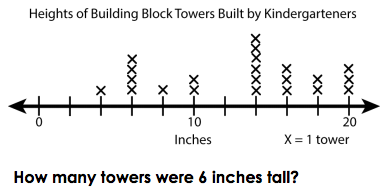 Heights of Building Block Towers Built by Kindergarteners
X X X X X X X X X X X X X X X X X X X X X X X X
0 10 20
Inches X = 1 tower
How many towers were 6 inches tall?